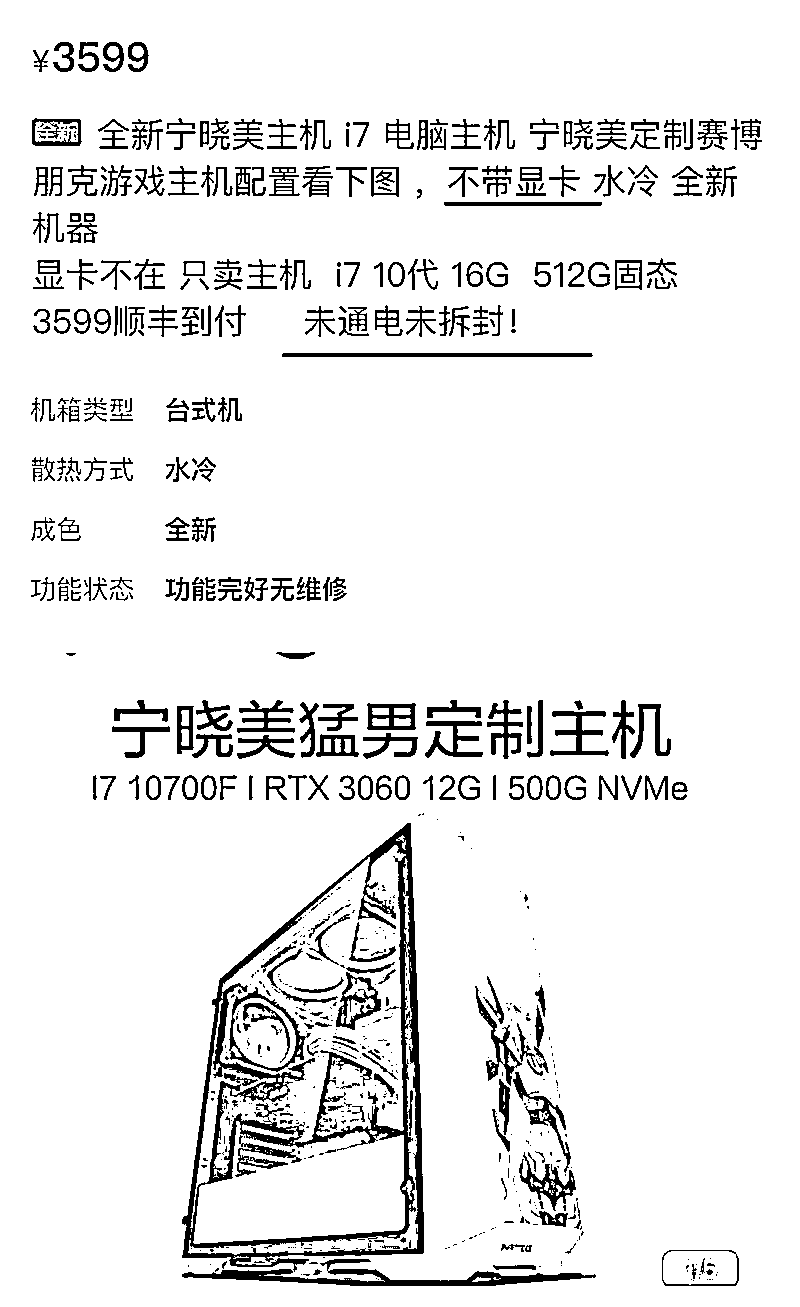 ¥3599
全新 全新宁晓美主机 i7 电脑主机 宁晓美定制赛博
朋克游戏主机配置看下图，不带显卡 水冷 全新
机器
显卡不在 只卖主机 i7 10代 16G 512G固态
3599顺丰到付 未通电未拆封！
机箱类型 台式机
散热方式 水冷
成色 全新
功能状态 功能完好无维修
宁晓美猛男定制主机
I7 10700F I RTX 3060 12G I 500G NVMe